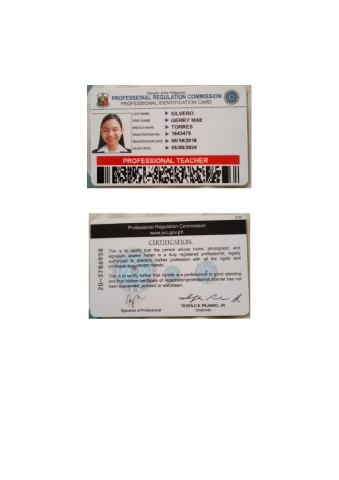 Republic of the Philippines
PROFESSIONAL REGULATION COMMISSION
PROFESSIONAL IDENTIFICATION CARD
LAST NAME SILVERO
FIRST NAME GERRY MAE
MIDDLE NAME TORRES
REGISTRATION NO. 1643479
REGISTRATION DATE 06/14/2018
VALID UNTIL 05/08/2024
PROFESSIONAL TEACHER
Professional Regulation Commission
www.prc.gov.ph
CERTIFICATION
This is to certify that the person whose name, photograph, and
signature appear herein is a duly registered professional, legally
authorized to practice his/her profession with all the rights and
privileges appurtenant thereto.
This is to certify further that he/she is a professional in good standing
and that his/her certificate of registration/professional license has not
been suspended, revoked or withdrawn.
20-3786938
Signature of Professional
TEOFILO S. PILANDO, JR.
Chairman